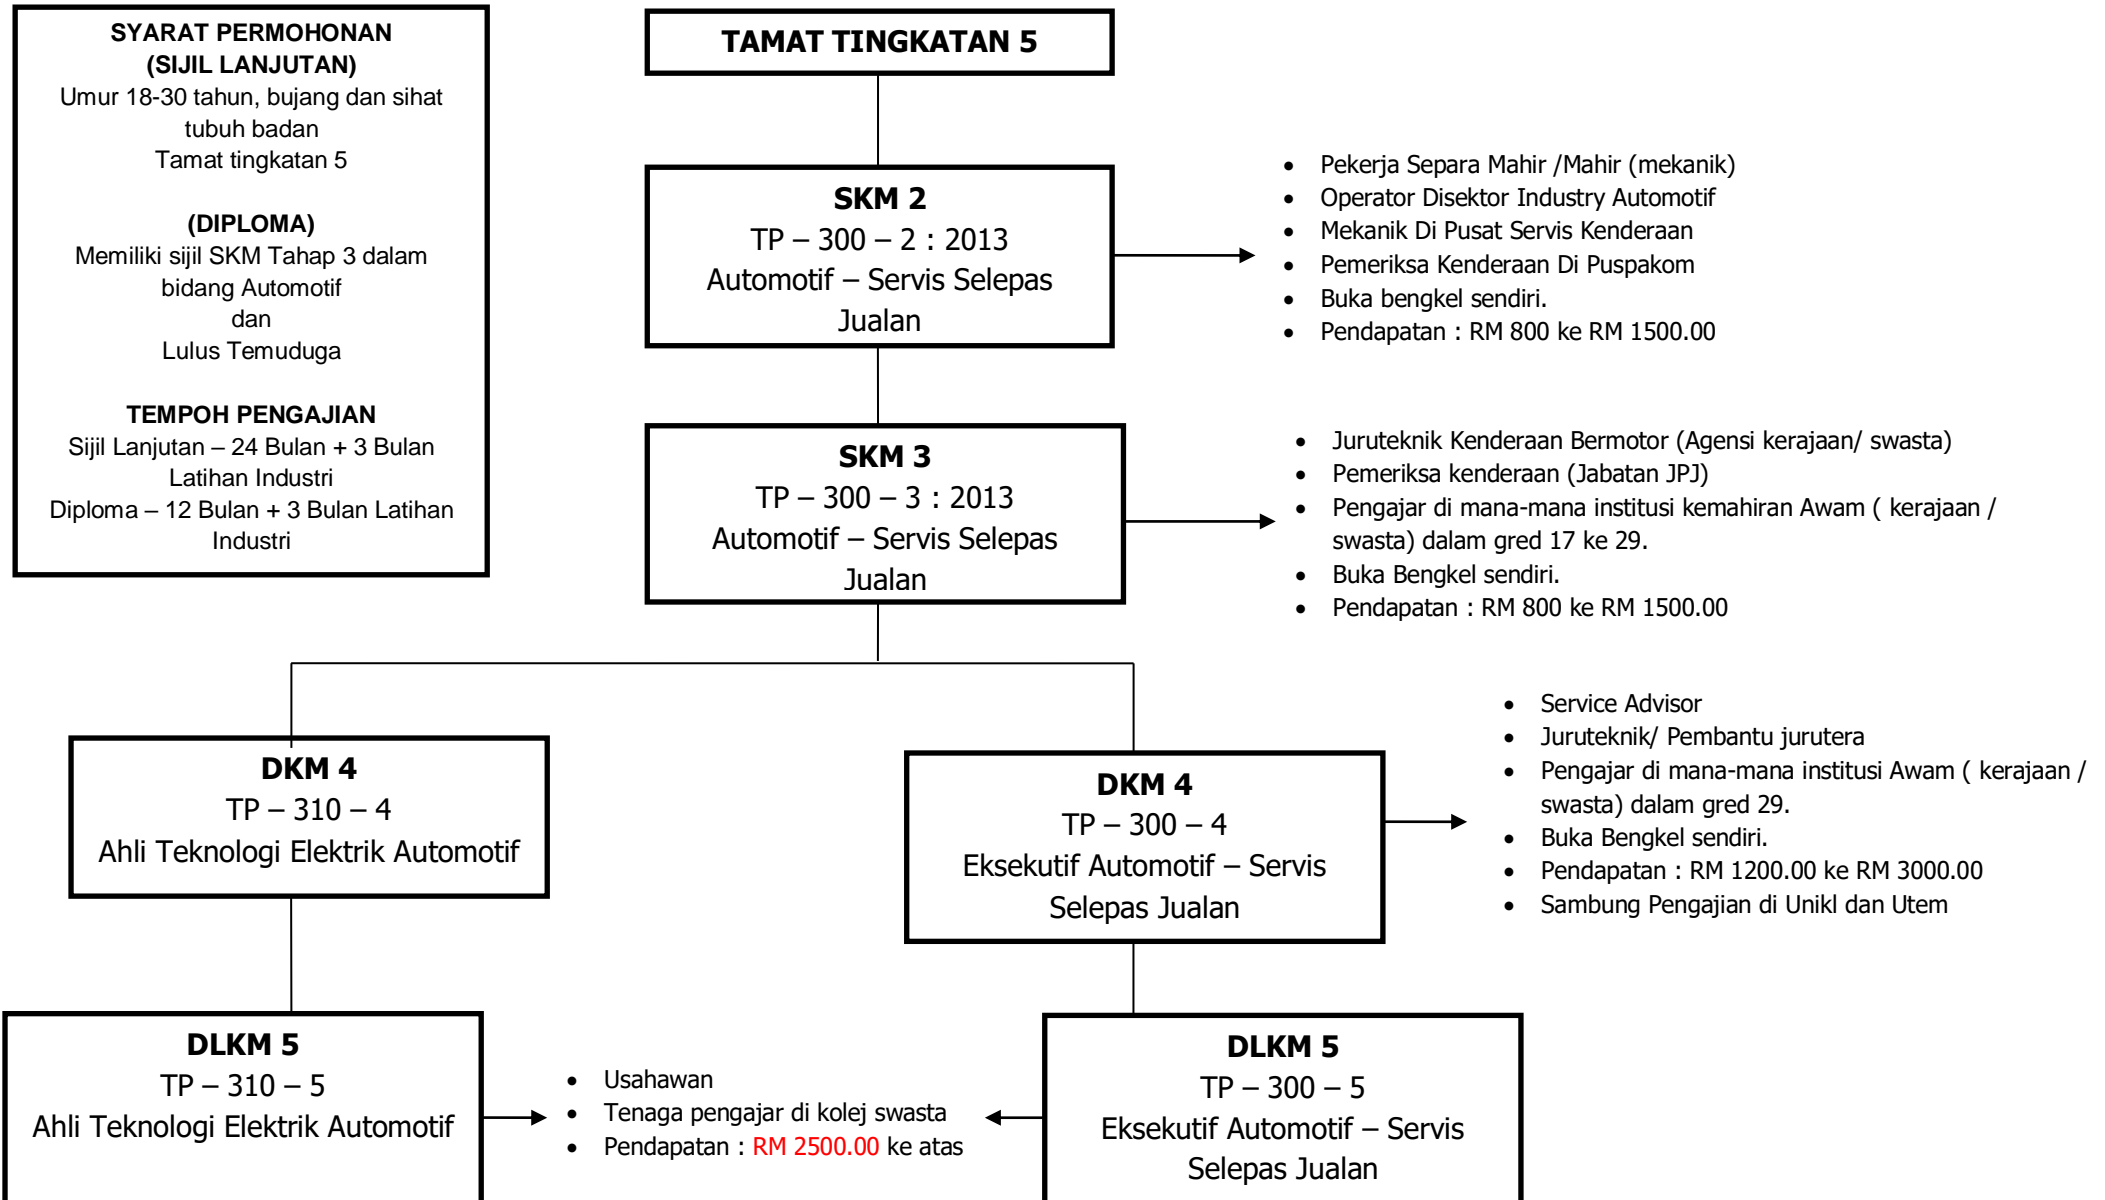 SYARAT PERMOHONAN
(SIJIL LANJUTAN)
Umur 18-30 tahun, bujang dan sihat
tubuh badan
Tamat tingkatan 5
(DIPLOMA)
Memiliki sijil SKM Tahap 3 dalam
bidang Automotif
dan
Lulus Temuduga
TEMPOH PENGAJIAN
Sijil Lanjutan – 24 Bulan + 3 Bulan
Latihan Industri
Diploma – 12 Bulan + 3 Bulan Latihan
Industri
TAMAT TINGKATAN 5
SKM 2
TP – 300 – 2 : 2013
Automotif – Servis Selepas
Jualan
• Pekerja Separa Mahir /Mahir (mekanik)
• Operator Disektor Industry Automotif
• Mekanik Di Pusat Servis Kenderaan
• Pemeriksa Kenderaan Di Puspakom
• Buka bengkel sendiri.
• Pendapatan : RM 800 ke RM 1500.00
SKM 3
TP – 300 – 3 : 2013
Automotif – Servis Selepas
Jualan
• Juruteknik Kenderaan Bermotor (Agensi kerajaan/ swasta)
• Pemeriksa kenderaan (Jabatan JPJ)
• Pengajar di mana-mana institusi kemahiran Awam ( kerajaan /
swasta) dalam gred 17 ke 29.
• Buka Bengkel sendiri.
• Pendapatan : RM 800 ke RM 1500.00
DKM 4
TP – 310 – 4
Ahli Teknologi Elektrik Automotif
DKM 4
TP – 300 – 4
Eksekutif Automotif – Servis
Selepas Jualan
• Service Advisor
• Juruteknik/ Pembantu jurutera
• Pengajar di mana-mana institusi Awam ( kerajaan /
swasta) dalam gred 29.
• Buka Bengkel sendiri.
• Pendapatan : RM 1200.00 ke RM 3000.00
• Sambung Pengajian di Unikl dan Utem
DLKM 5
TP – 310 – 5
Ahli Teknologi Elektrik Automotif
• Usahawan
• Tenaga pengajar di kolej swasta
• Pendapatan : RM 2500.00 ke atas
DLKM 5
TP – 300 – 5
Eksekutif Automotif – Servis
Selepas Jualan